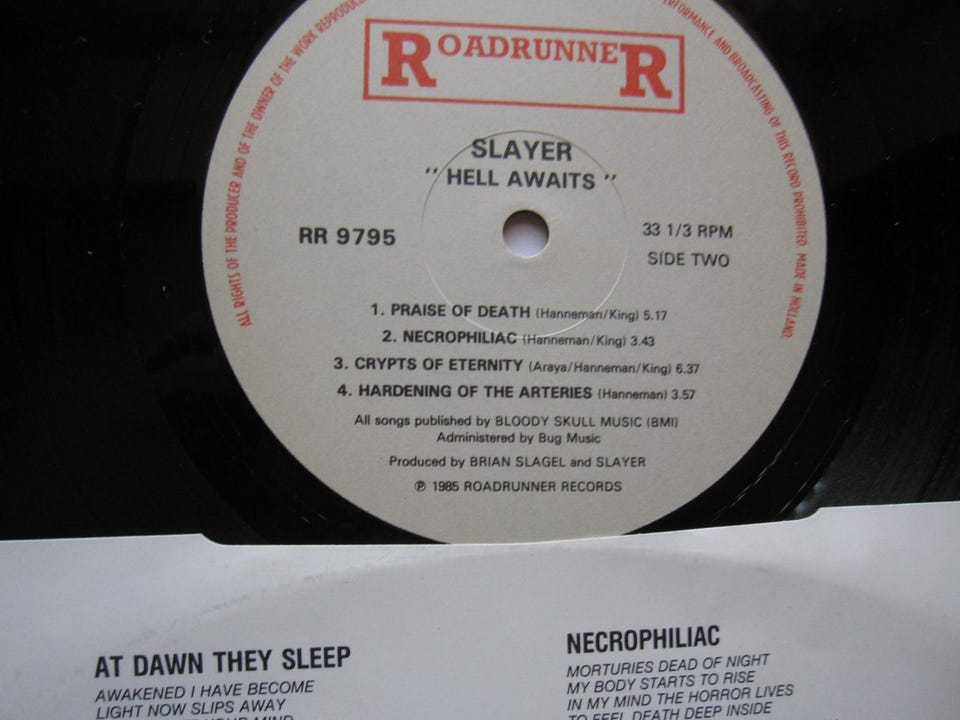 ALL RIGHTS OF THE PRODUCER AND OF THE OWNER OF THE WORK REPRODUC
RFORMANCE AND BROADCASTING OF THIS RECORD PROHIBITED. MADE IN HOLLAND.
ROADRUNNER
SLAYER
"HELL AWAITS"
RR 9795
33 1/3 RPM
SIDE TWO
1. PRAISE OF DEATH (Hanneman/King) 5.17
2. NECROPHILIAC (Hanneman/King) 3.43
3. CRYPTS OF ETERNITY (Araya/Hanneman/King) 6.37
4. HARDENING OF THE ARTERIES (Hanneman) 3.57
All songs published by BLOODY SKULL MUSIC (BMI)
Administered by Bug Music
Produced by BRIAN SLAGEL and SLAYER
℗ 1985 ROADRUNNER RECORDS
AT DAWN THEY SLEEP
AWAKENED I HAVE BECOME
LIGHT NOW SLIPS AWAY
YOUR MIND
NECROPHILIAC
MORTURIES DEAD OF NIGHT
MY BODY STARTS TO RISE
IN MY MIND THE HORROR LIVES
TO FEEL DEATH DEEP INSIDE